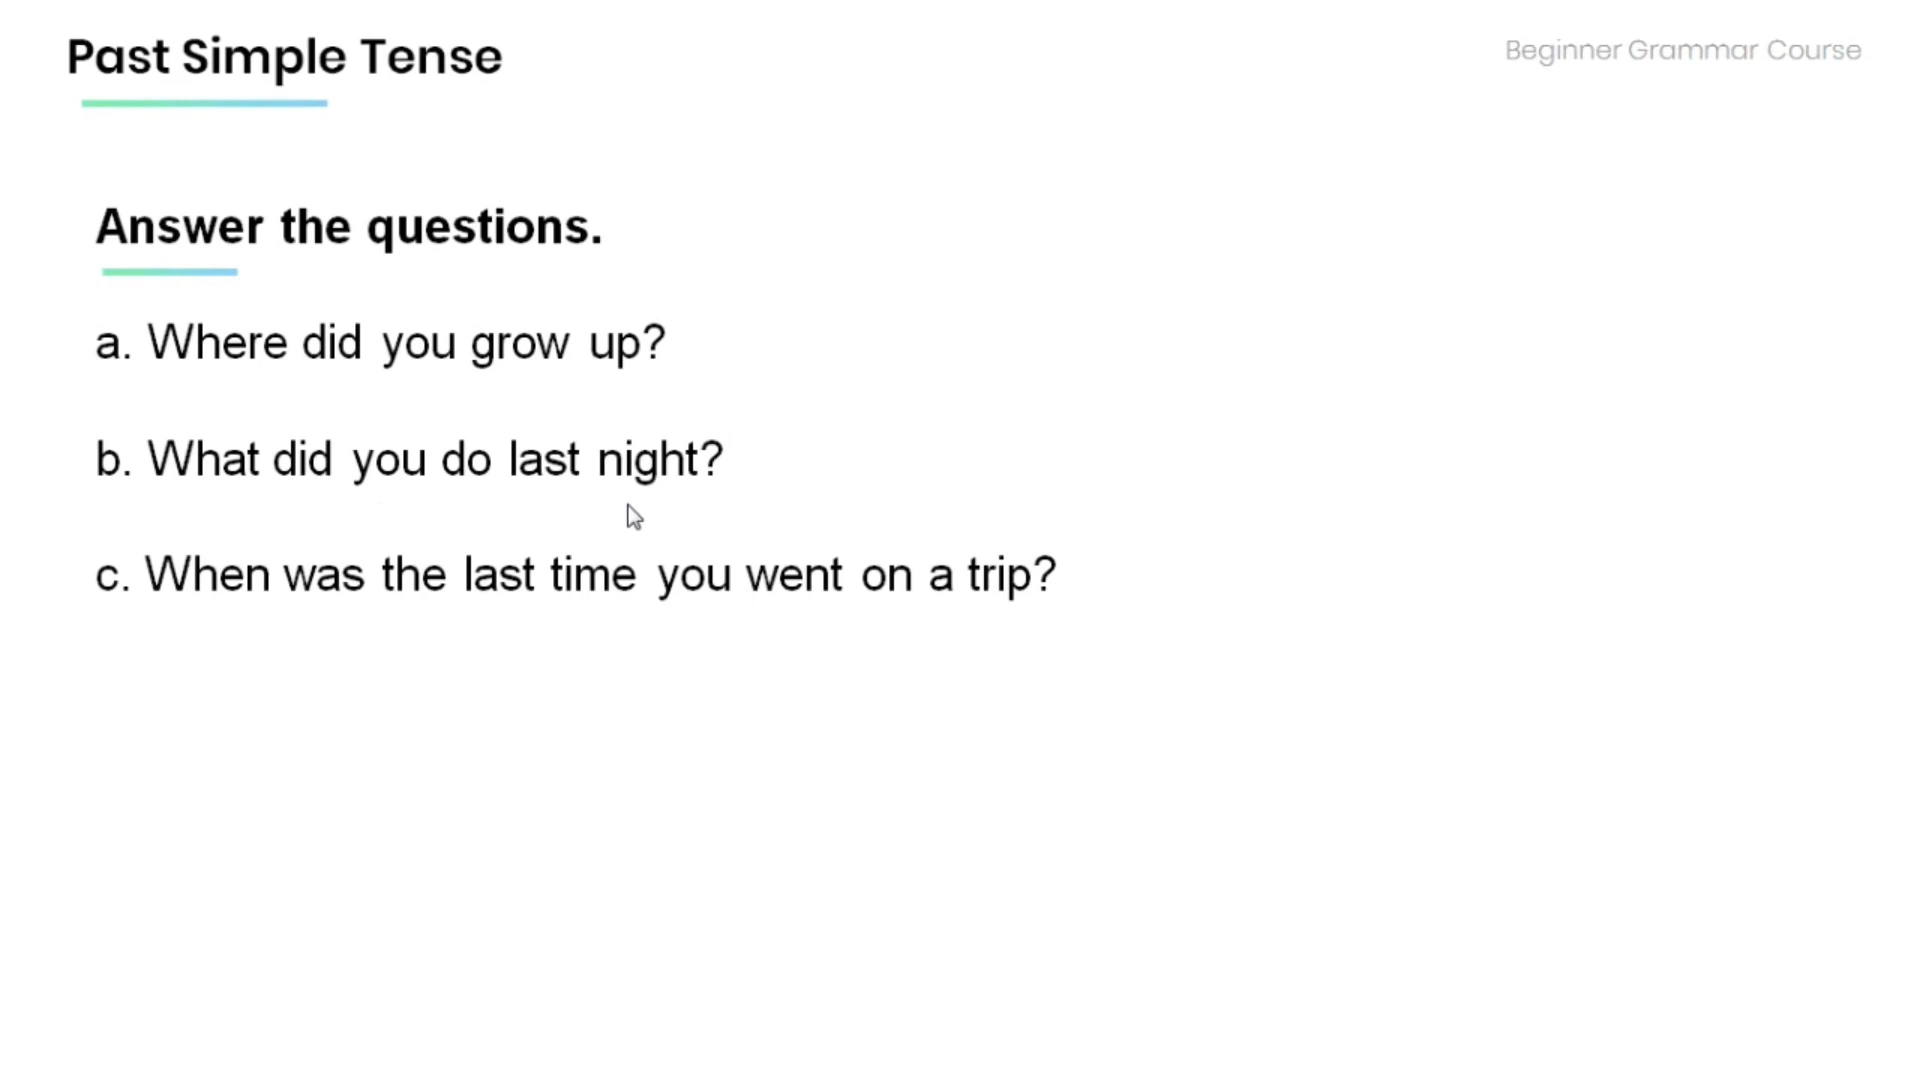 Past Simple Tense
Beginner Grammar Course
Answer the questions.
a. Where did you grow up?
b. What did you do last night?
c. When was the last time you went on a trip?